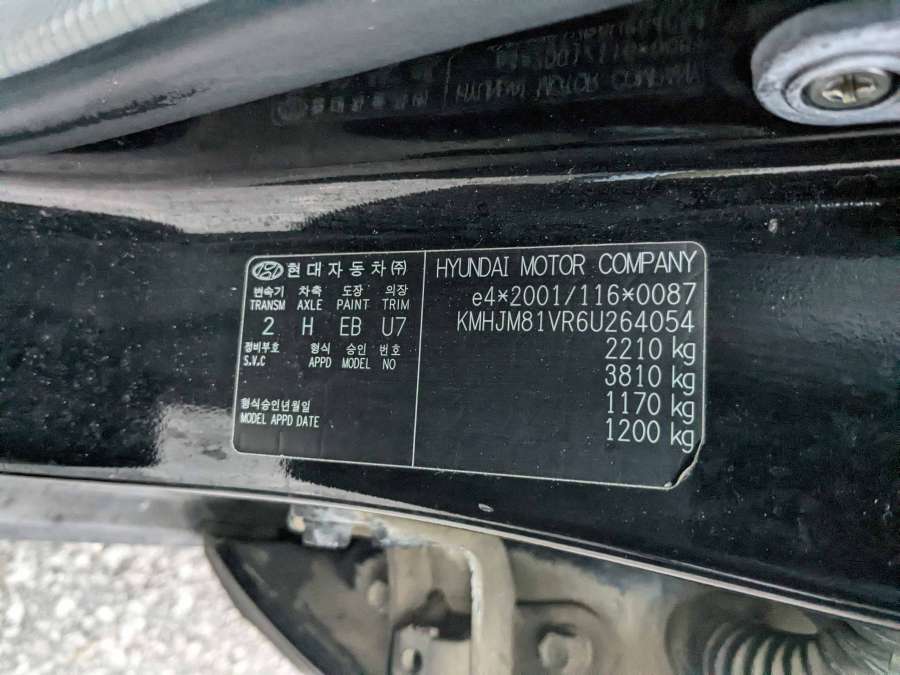 현대자동차㈜
변속기 차축 도장 의장
TRANSM AXLE PAINT TRIM
2 H EB U7
정비부호 형식 승인 번호
S.V.C APPD MODEL NO
형식승인년월일
MODEL APPD DATE
HYUNDAI MOTOR COMPANY
e4*2001/116*0087
KMHJM81VR6U264054
2210 kg
3810 kg
1170 kg
1200 kg